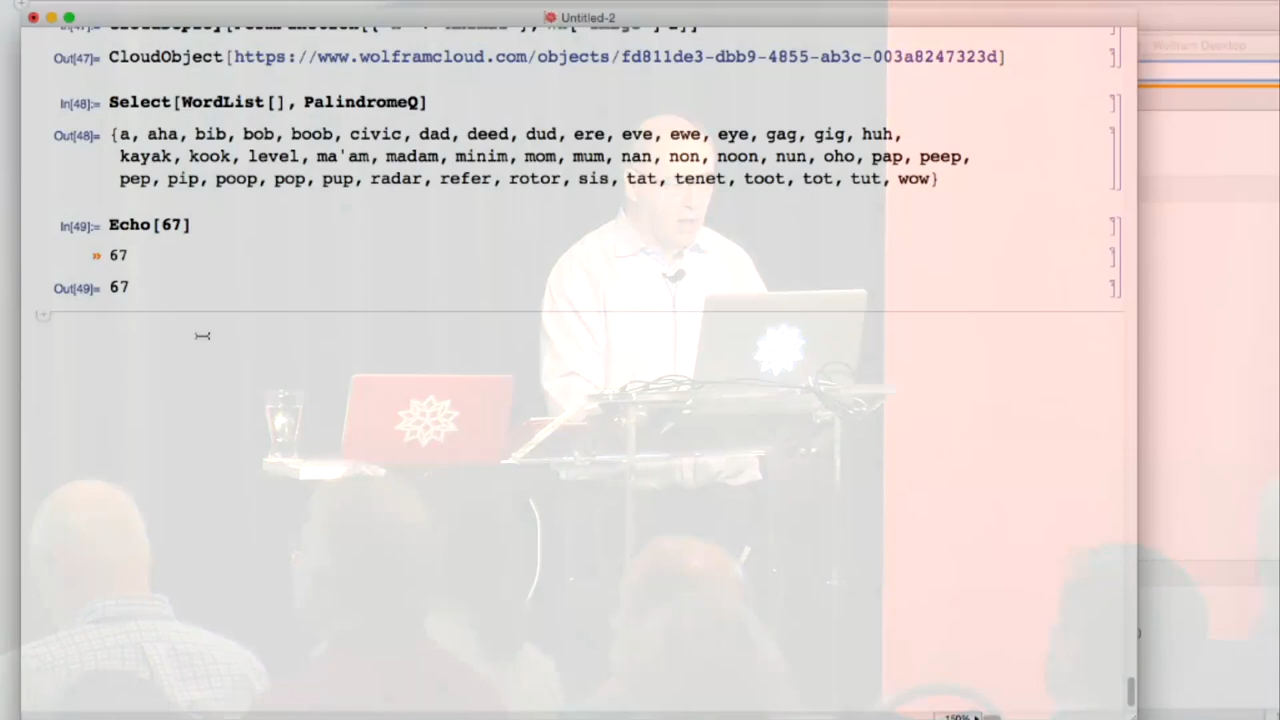 Untitled-2
Wolfram Desktop
Out[47]= CloudObject[https://www.wolframcloud.com/objects/fd811de3-dbb9-4855-ab3c-003a8247323d]
In[48]:= Select[WordList[], PalindromeQ]
Out[48]= {a, aha, bib, bob, boob, civic, dad, deed, dud, ere, eve, ewe, eye, gag, gig, huh,
kayak, kook, level, ma'am, madam, minim, mom, mum, nan, non, noon, nun, oho, pap, peep,
pep, pip, poop, pop, pup, radar, refer, rotor, sis, tat, tenet, toot, tot, tut, wow}
In[49]:= Echo[67]
» 67
Out[49]= 67
150%